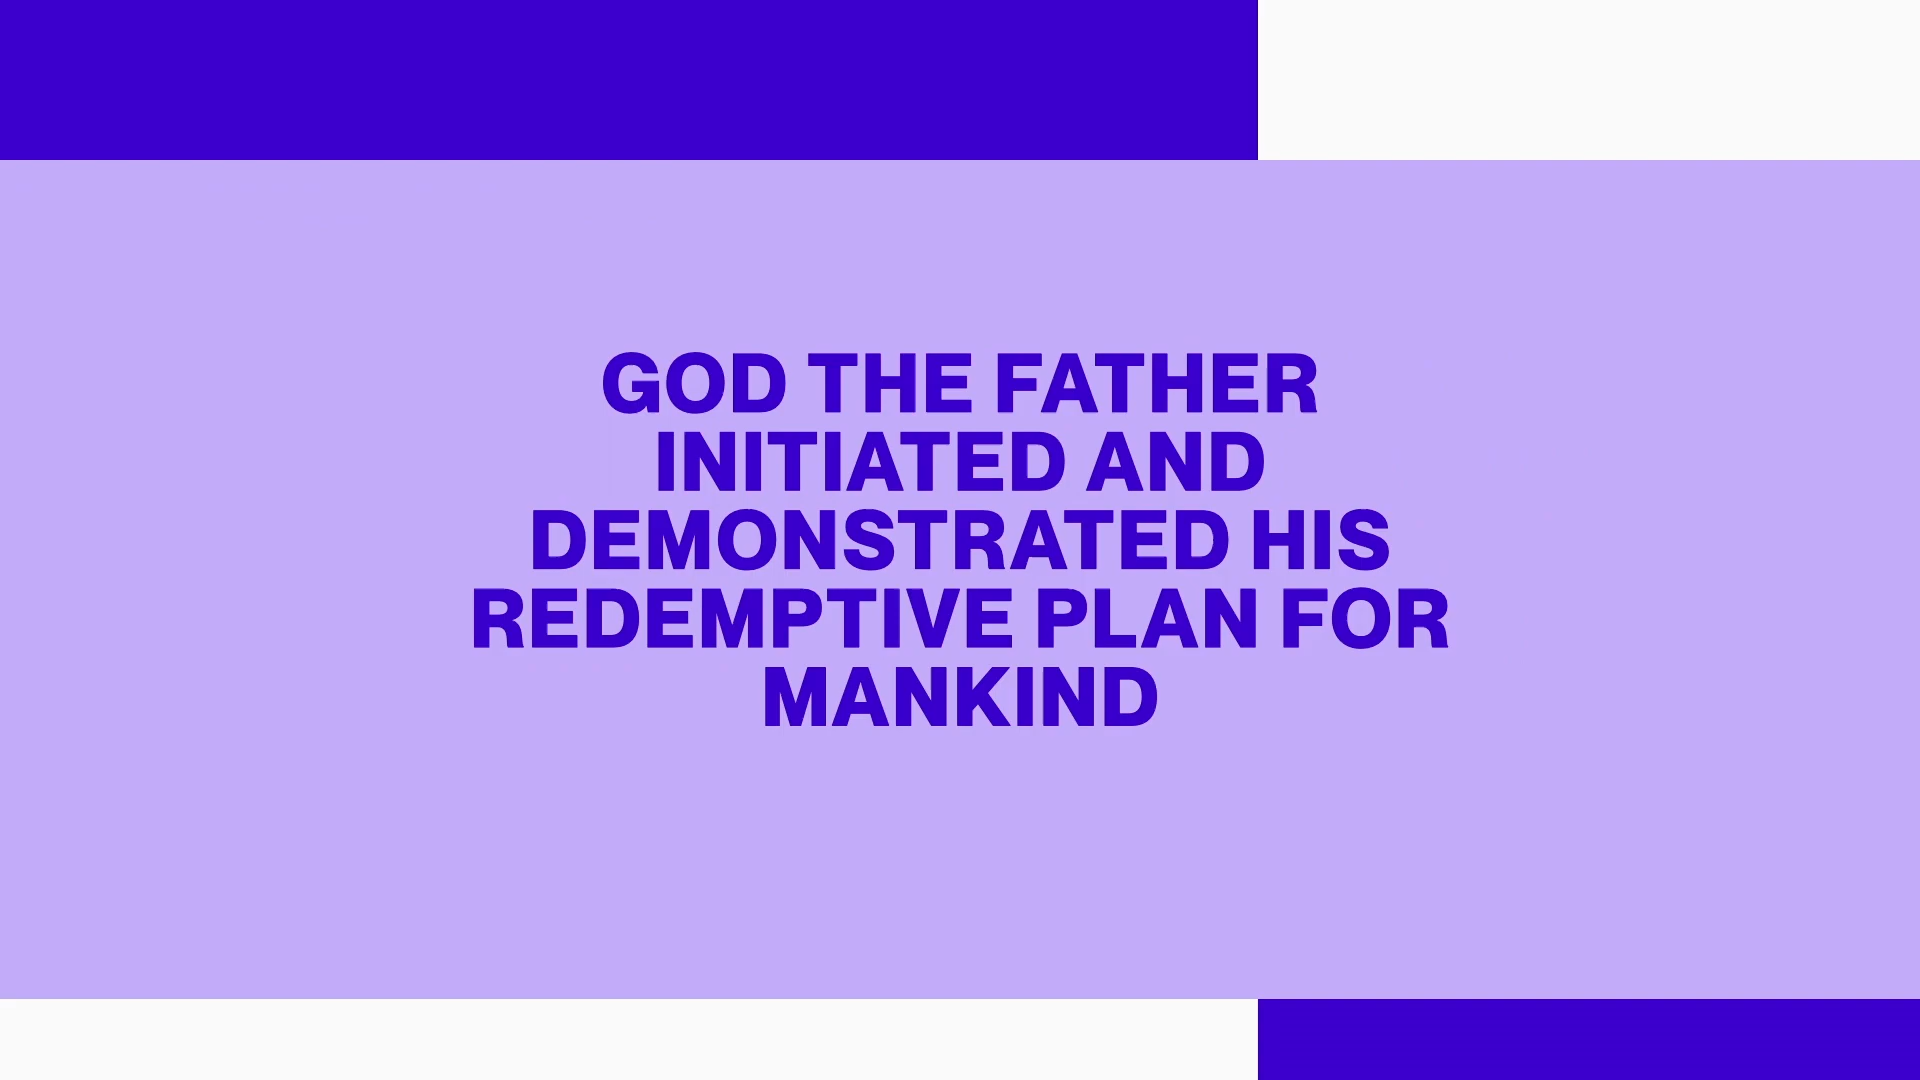 GOD THE FATHER
INITIATED AND
DEMONSTRATED HIS
REDEMPTIVE PLAN FOR
MANKIND